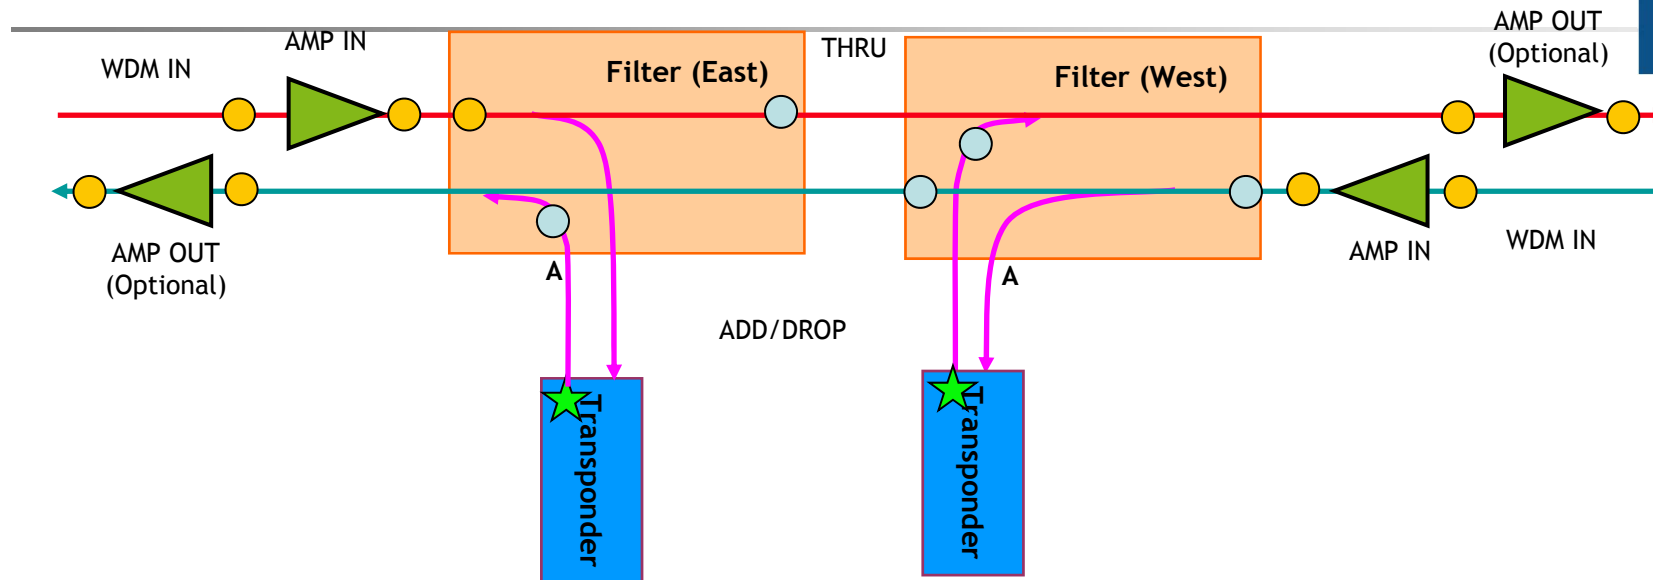 AMP OUT
(Optional)
AMP IN
THRU
WDM IN
Filter (East)
Filter (West)
AMP OUT
(Optional)
A
A
AMP IN
WDM IN
ADD/DROP
Transponder
Transponder